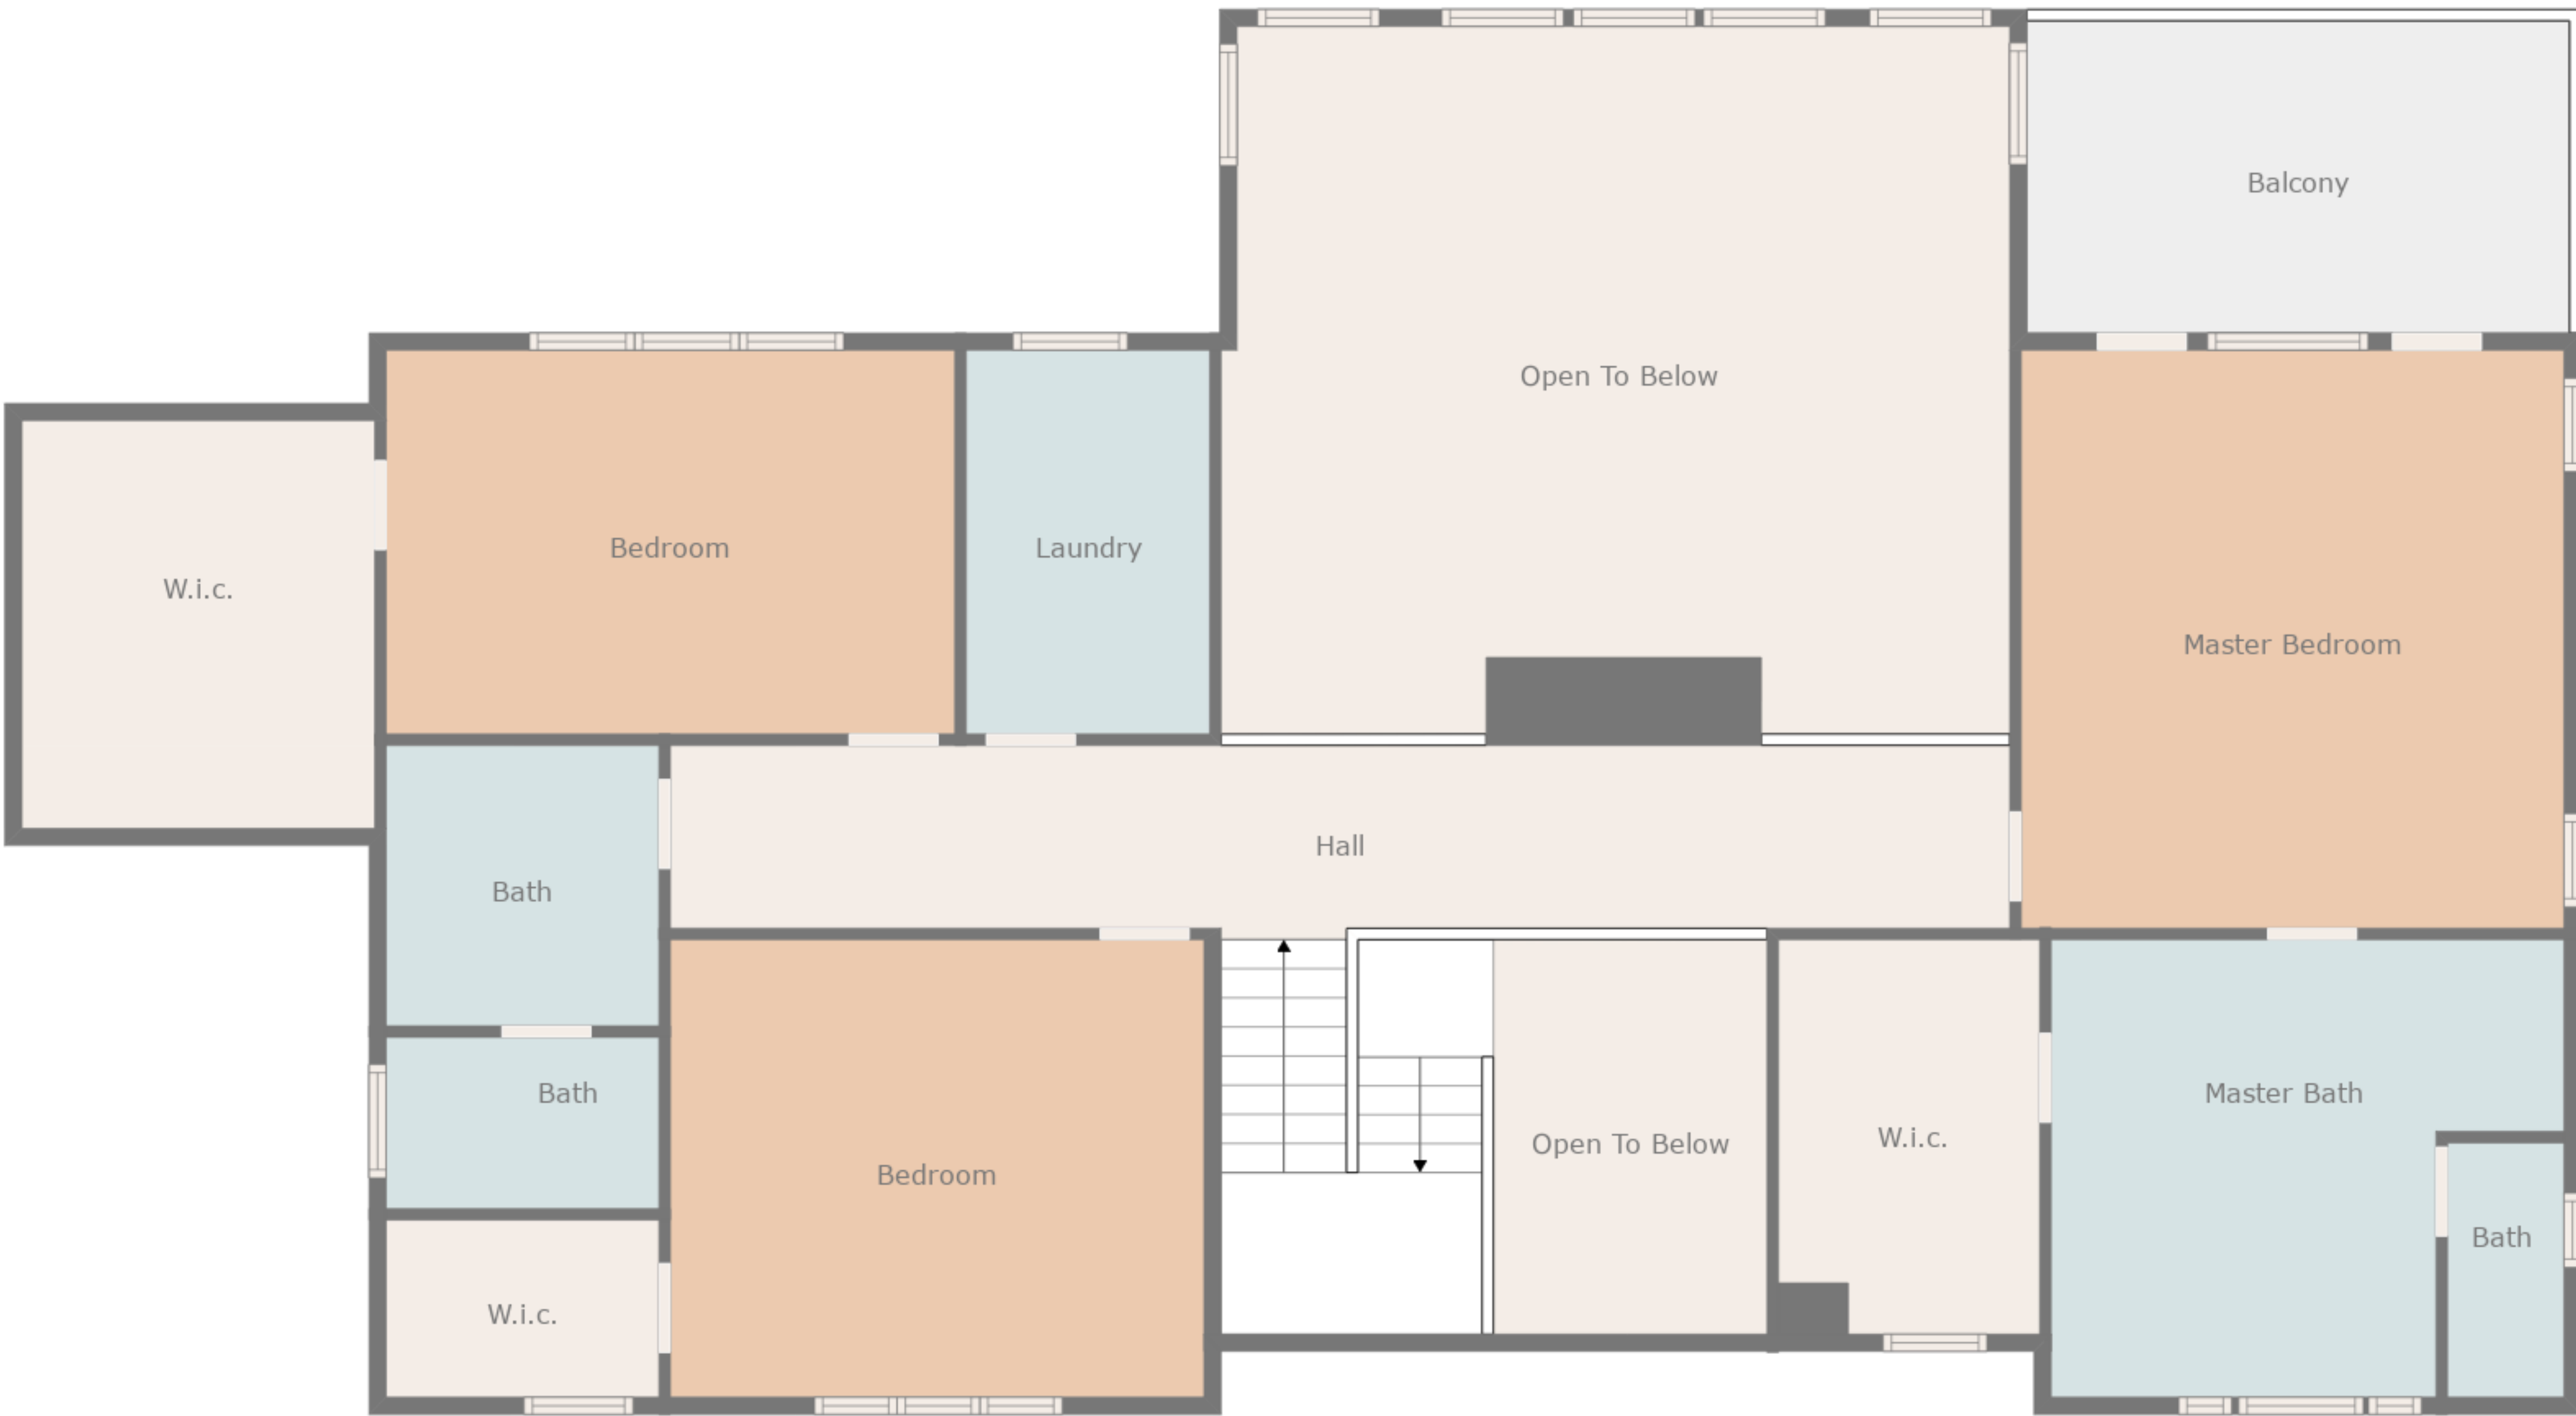 Balcony
Open To Below
Bedroom
Laundry
W.i.c.
Master Bedroom
Hall
Bath
Bath
Master Bath
W.i.c.
Open To Below
Bedroom
Bath
W.i.c.